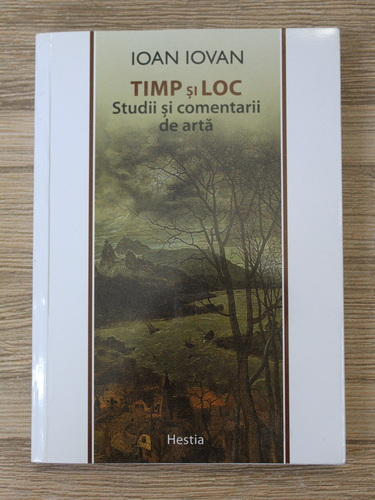 IOAN IOVAN
TIMP și LOC
Studii și comentarii
de artă
Hestia